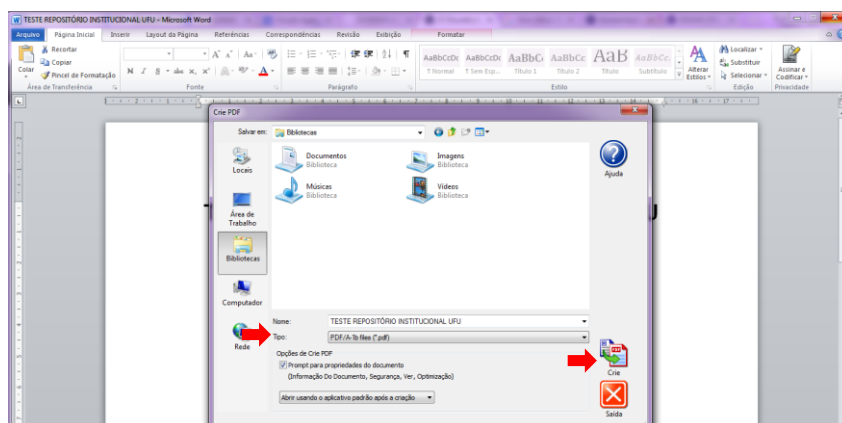 TESTE REPOSITÓRIO INSTITUCIONAL UFU - Microsoft Word
Arquivo Página Inicial Inserir Layout da Página Referências Correspondências Revisão Exibição Formatar
Colar
Recortar
Copiar
Pincel de Formatação
Área de Transferência
N I S abc x, x²
A A Aa
Fonte
Parágrafo
AaBbCcDc AaBbCcDc AaBbC AaBbCc AaB AaBbCc.
¶ Normal ¶ Sem Esp... Título 1 Título 2 Título Subtítulo
Alterar Estilos
Estilo
Localizar
Substituir
Selecionar
Edição
Assinar e Codificar
Privacidade
Crie PDF
Salvar em: Bibliotecas
Locais
Área de Trabalho
Bibliotecas
Computador
Rede
Documentos
Biblioteca
Imagens
Biblioteca
Músicas
Biblioteca
Vídeos
Biblioteca
Ajuda
Nome: TESTE REPOSITÓRIO INSTITUCIONAL UFU
Tipo: PDF/A-1b files (*.pdf)
Opções de Crie PDF
Prompt para propriedades do documento
(Informação Do Documento, Segurança, Ver, Optimização)
Abrir usando o aplicativo padrão após a criação
Crie
Saída